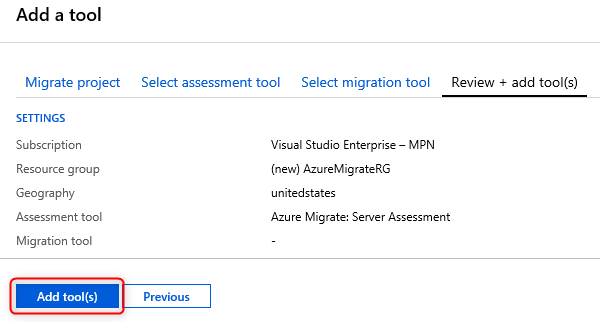 Add a tool
Migrate project Select assessment tool Select migration tool Review + add tool(s)
SETTINGS
Subscription Visual Studio Enterprise – MPN
Resource group (new) AzureMigrateRG
Geography unitedstates
Assessment tool Azure Migrate: Server Assessment
Migration tool -
Add tool(s) Previous